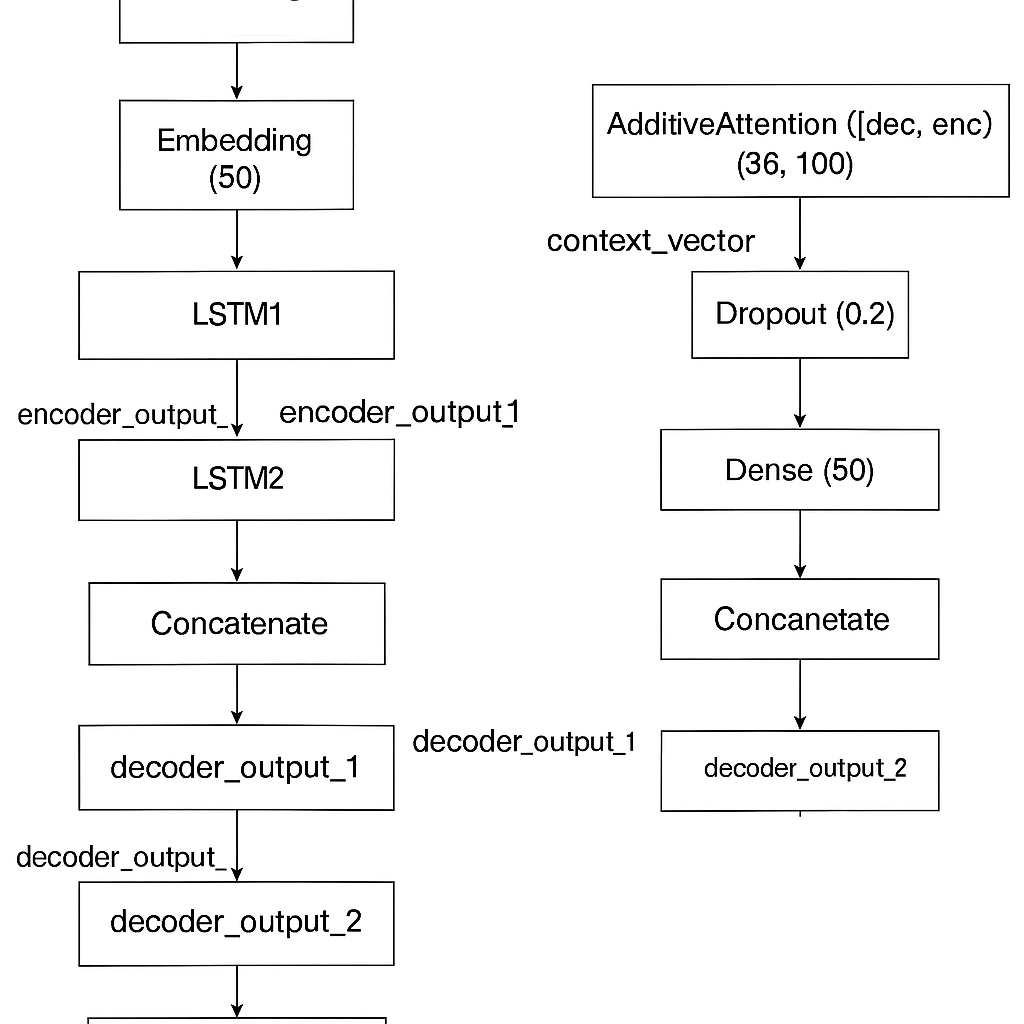 Embedding
(50)
LSTM1
encoder_output_
encoder_output_1
LSTM2
Concatenate
decoder_output_1
decoder_output_1
decoder_output_
decoder_output_2
AdditiveAttention ([dec, enc)
(36, 100)
context_vector
Dropout (0.2)
Dense (50)
Concanetate
decoder_output_2